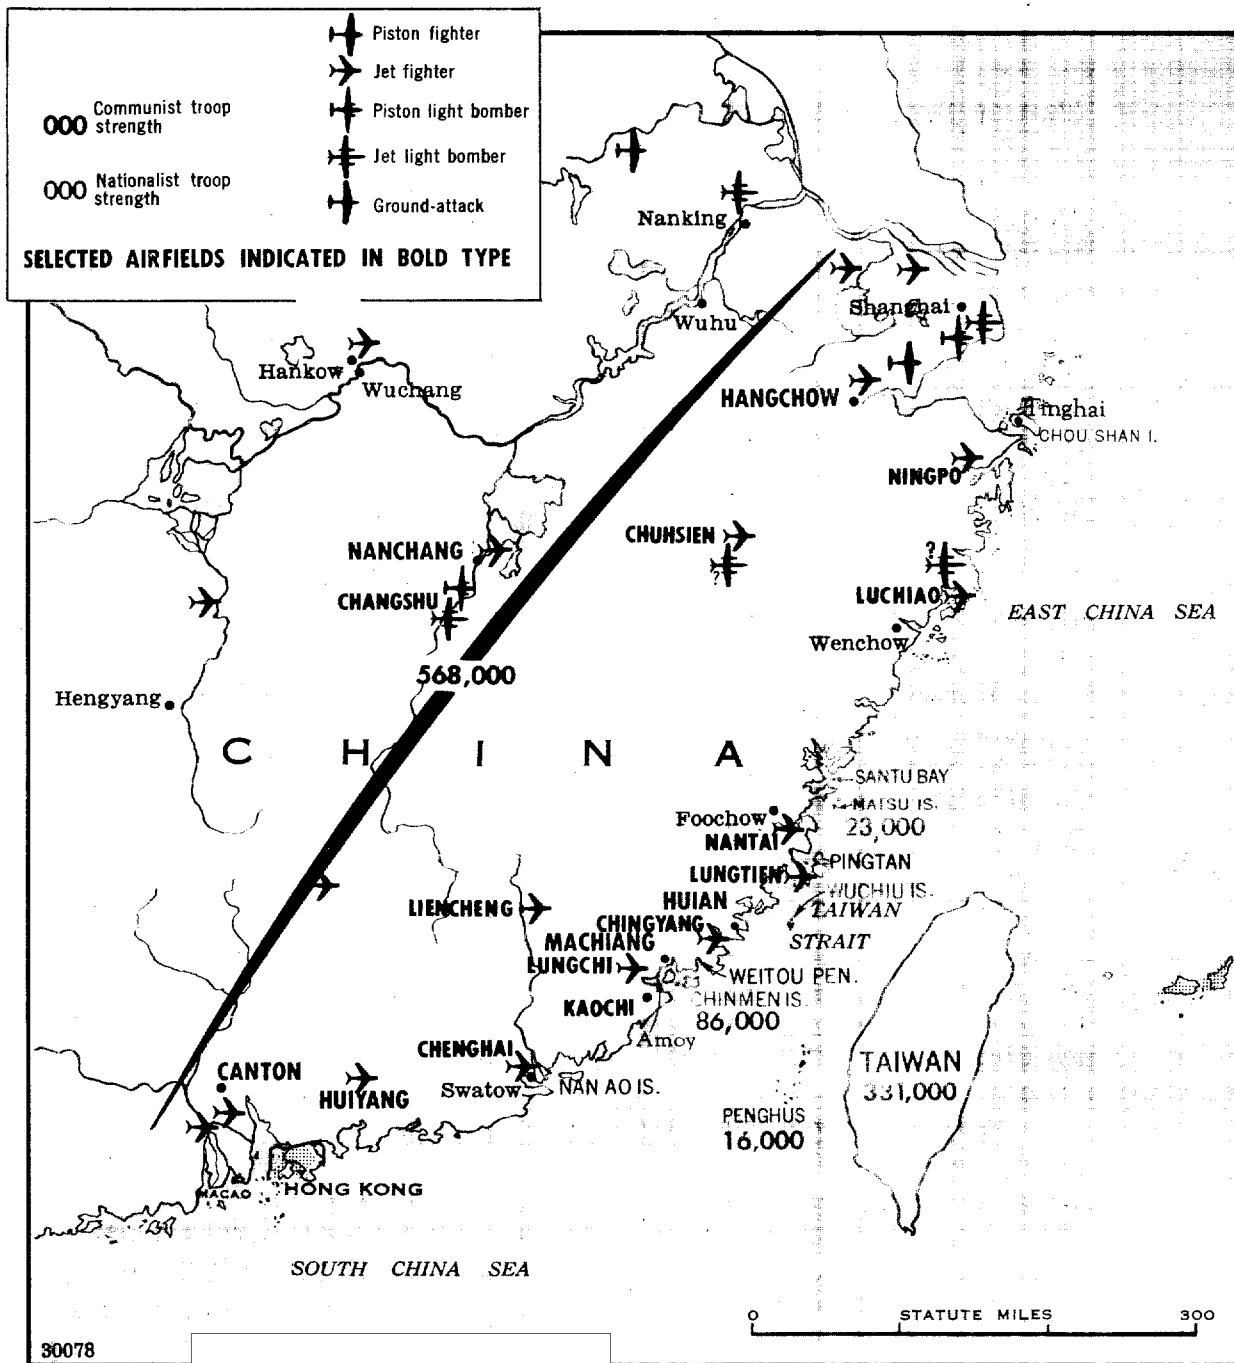 Piston fighter
Jet fighter
000 Communist troop
strength
Piston light bomber
Jet light bomber
000 Nationalist troop
strength
Ground-attack
SELECTED AIRFIELDS INDICATED IN BOLD TYPE
Nanking
Wuhu
Shanghai
Hankow
Wuchang
HANGCHOW
Tinghai
CHOU SHAN I.
NINGPO
NANCHANG
CHUHSIEN
?
?
CHANGSHU
LUCHIAO
EAST CHINA SEA
Wenchow
568,000
Hengyang
CHINA
SANTU BAY
MATSU IS.
23,000
Foochow
NANTAI
PINGTAN
LUNGTIEN
WUCHIU IS.
HUIAN
LIENCHENG
TAIWAN
STRAIT
CHINGYANG
MACHIANG
LUNGCHI
WEITOU PEN.
CHINMEN IS.
86,000
KAOCHI
Amoy
CHENGHAI
TAIWAN
331,000
CANTON
HUIYANG
Swatow
NAN AO IS.
PENGHUS
16,000
MACAO
HONG KONG
SOUTH CHINA SEA
0 STATUTE MILES 300
30078